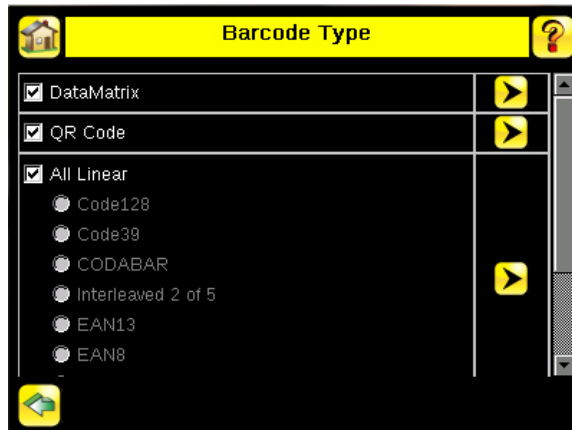 Barcode Type
?
DataMatrix
QR Code
All Linear
Code128
Code39
CODABAR
Interleaved 2 of 5
EAN13
EAN8